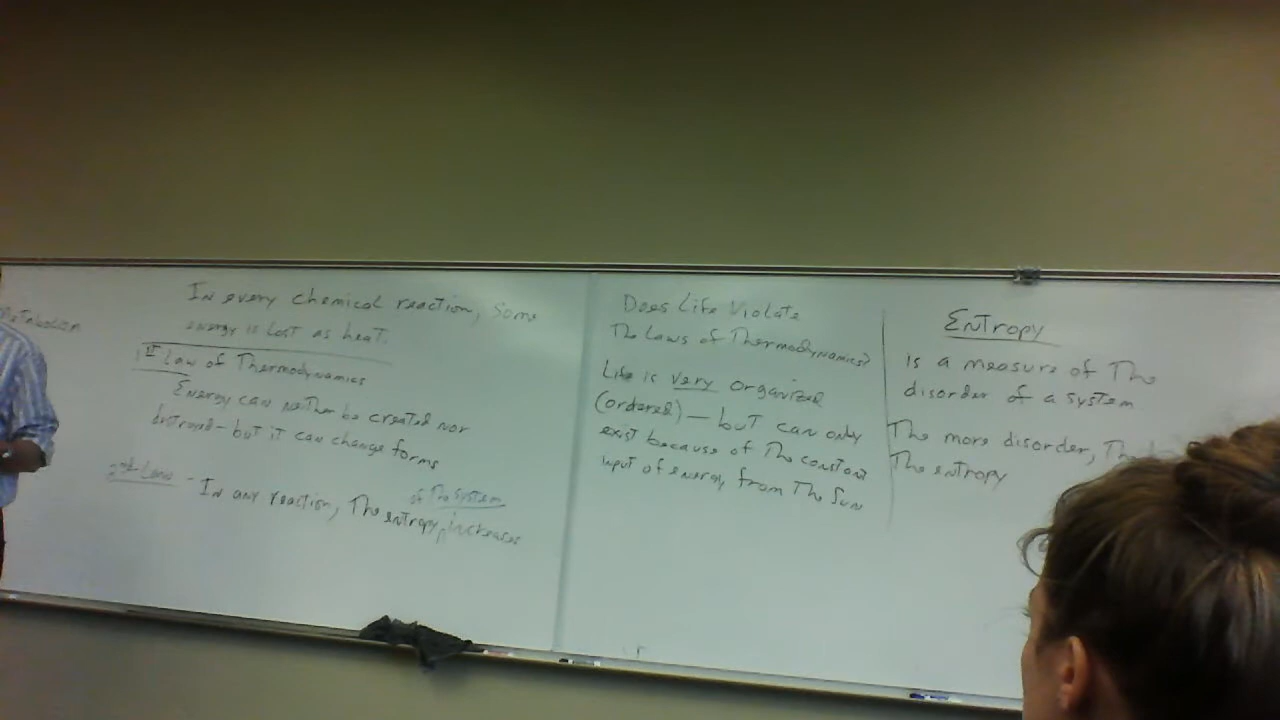 Metabolism
In every chemical reaction, some
energy is lost as heat.
1st Law of Thermodynamics
Energy can neither be created nor
destroyed - but it can change forms
2nd Law - In any reaction, The entropy of The system increases
Does Life Violate
The Laws of Thermodynamics?
Life is very organized
(ordered) - but can only
exist because of The constant
input of energy from The Sun
Entropy
is a measure of The
disorder of a system
The more disorder, The
The entropy